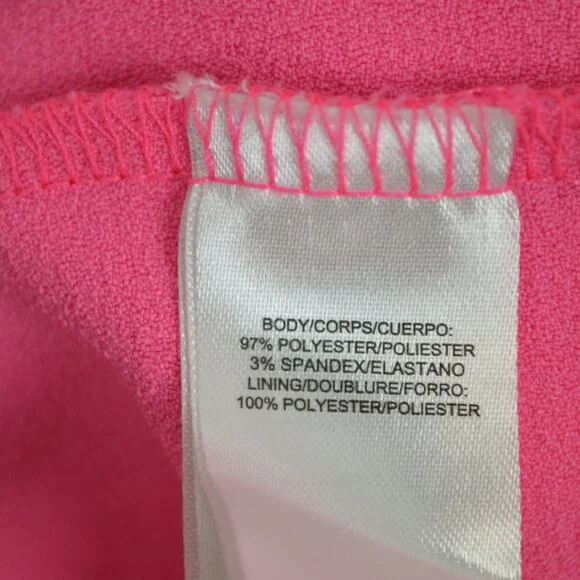 BODY/CORPS/CUERPO:
97% POLYESTER/POLIESTER
3% SPANDEX/ELASTANO
LINING/DOUBLURE/FORRO:
100% POLYESTER/POLIESTER